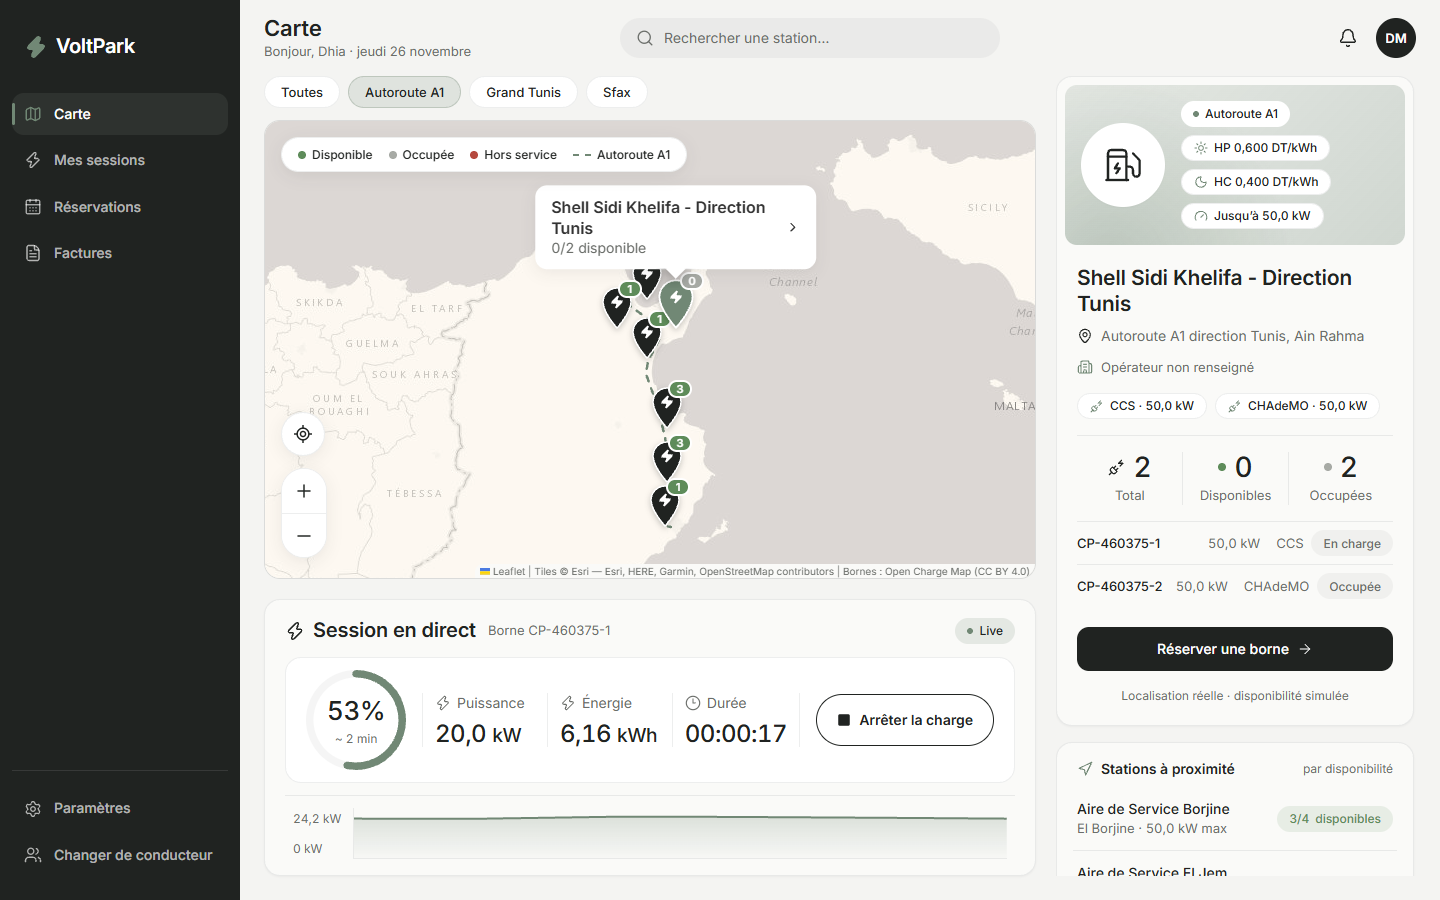 VoltPark
Carte
Mes sessions
Réservations
Factures
Paramètres
Changer de conducteur
Carte
Bonjour, Dhia · jeudi 26 novembre
Rechercher une station...
DM
Toutes
Autoroute A1
Grand Tunis
Sfax
Disponible
Occupée
Hors service
Autoroute A1
Shell Sidi Khelifa - Direction
Tunis
0/2 disponible
SICILY
Channel
SKIKDA
EL TARF
GUELMA
SOUK AHRAS
OUM EL
ROUAGHI
TÉBESSA
MALTA
0
1
1
3
3
1
Leaflet | Tiles © Esri — Esri, HERE, Garmin, OpenStreetMap contributors | Bornes : Open Charge Map (CC BY 4.0)
Session en direct
Borne CP-460375-1
Live
53%
~ 2 min
Puissance
20,0 kW
Énergie
6,16 kWh
Durée
00:00:17
Arrêter la charge
24,2 kW
0 kW
Autoroute A1
HP 0,600 DT/kWh
HC 0,400 DT/kWh
Jusqu'à 50,0 kW
Shell Sidi Khelifa - Direction
Tunis
Autoroute A1 direction Tunis, Ain Rahma
Opérateur non renseigné
CCS · 50,0 kW
CHAdeMO · 50,0 kW
2
Total
0
Disponibles
2
Occupées
CP-460375-1 50,0 kW CCS En charge
CP-460375-2 50,0 kW CHAdeMO Occupée
Réserver une borne
Localisation réelle · disponibilité simulée
Stations à proximité
par disponibilité
Aire de Service Borjine
El Borjine · 50,0 kW max
3/4 disponibles
Aire de Service El Jem